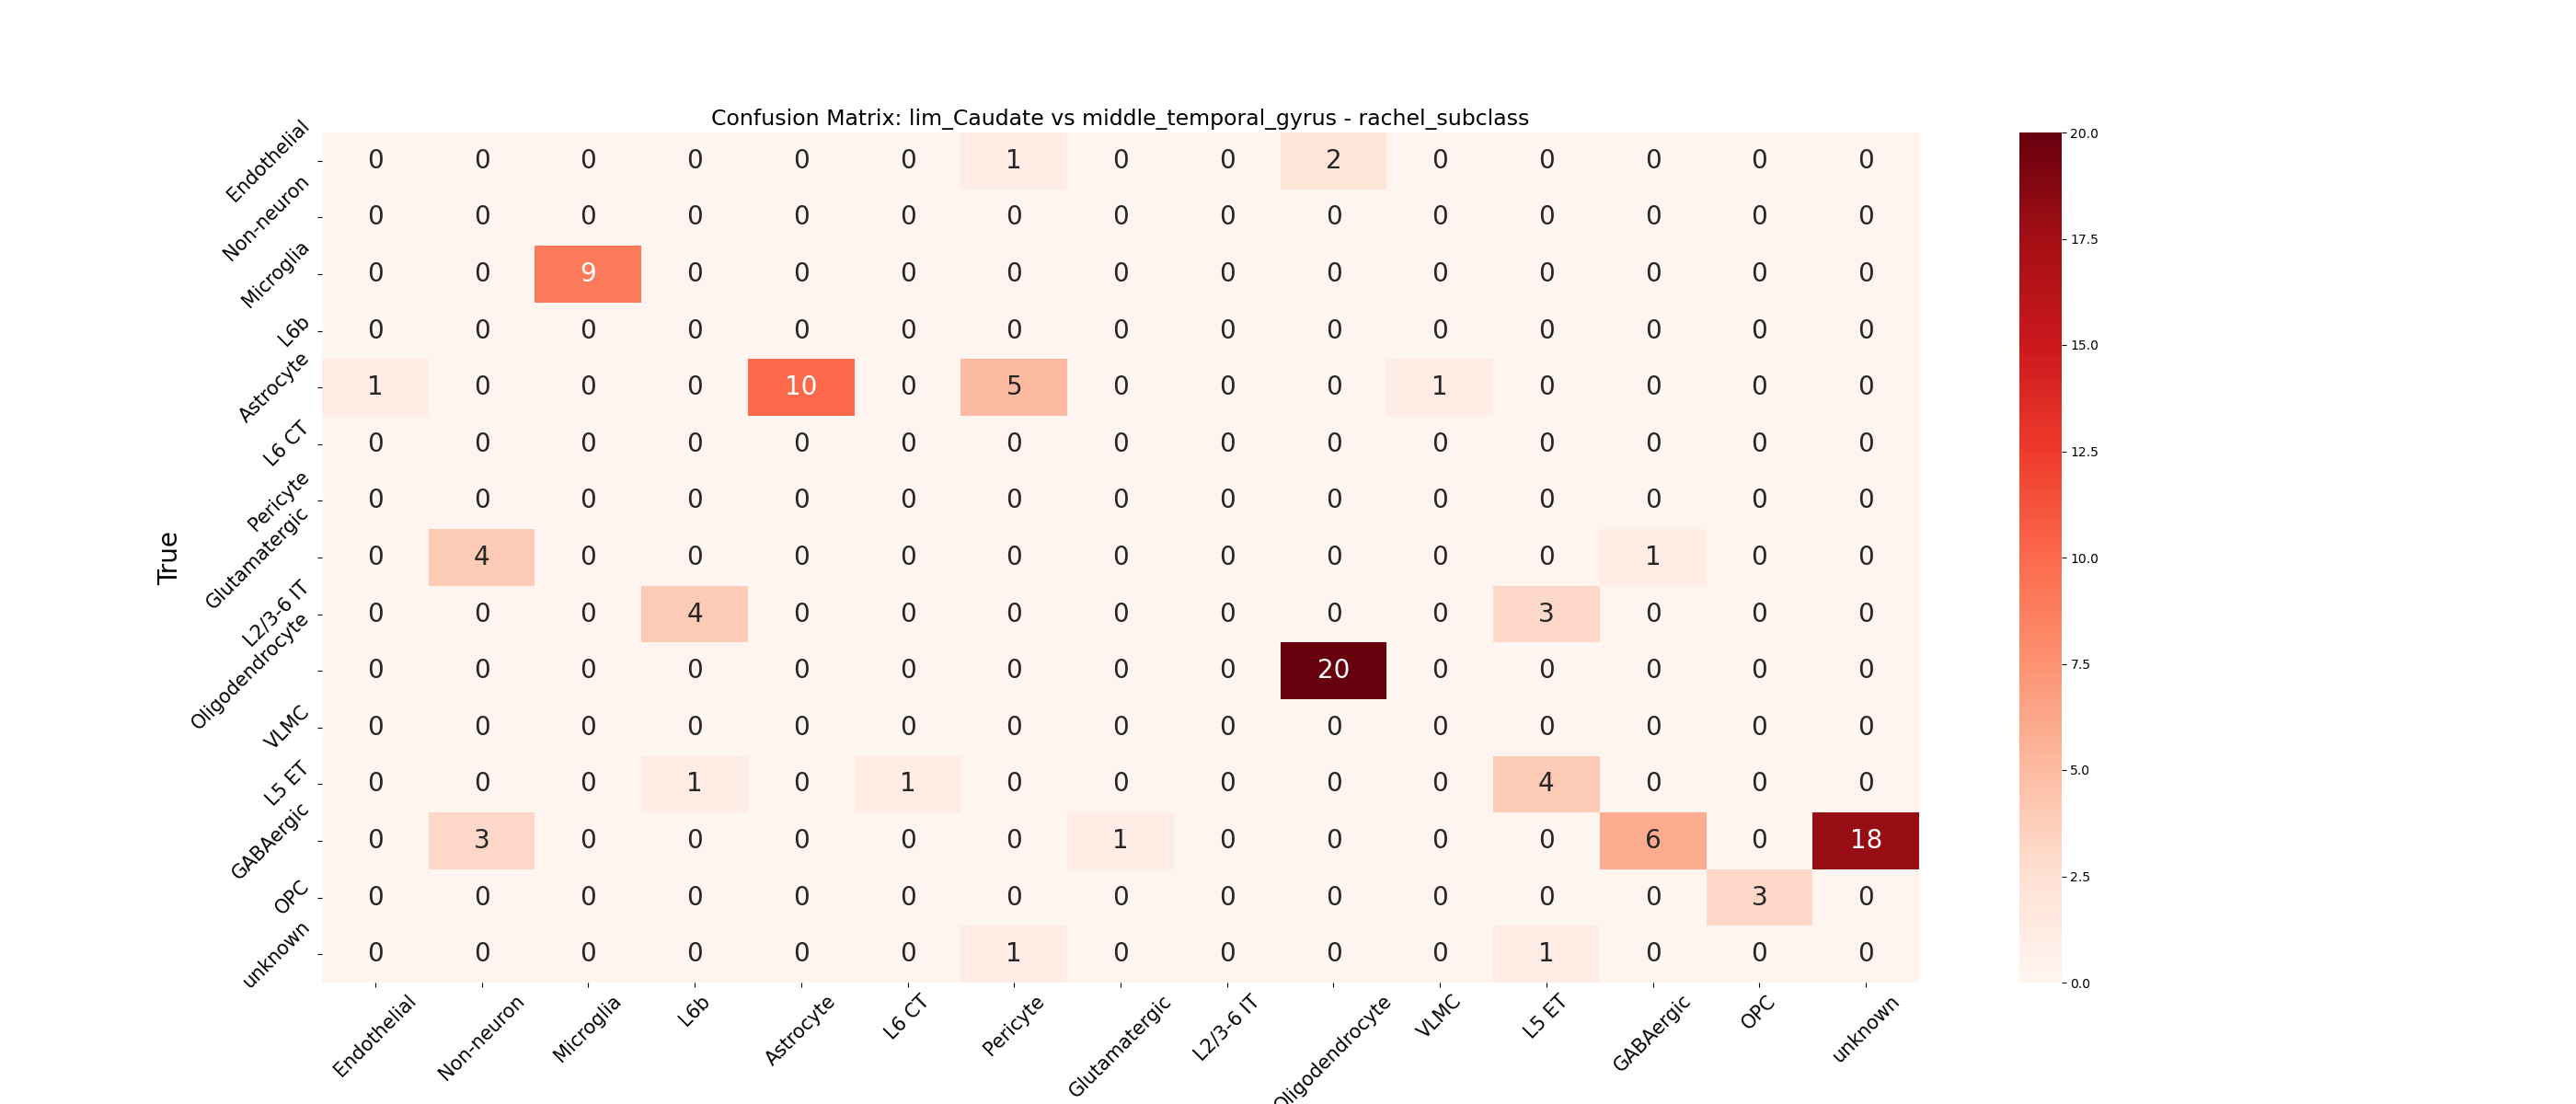 Confusion Matrix: lim_Caudate vs middle_temporal_gyrus - rachel_subclass
True
Endothelial 0 0 0 0 0 0 1 0 0 2 0 0 0 0 0
Non-neuron 0 0 0 0 0 0 0 0 0 0 0 0 0 0 0
Microglia 0 0 9 0 0 0 0 0 0 0 0 0 0 0 0
L6b 0 0 0 0 0 0 0 0 0 0 0 0 0 0 0
Astrocyte 1 0 0 0 10 0 5 0 0 0 1 0 0 0 0
L6 CT 0 0 0 0 0 0 0 0 0 0 0 0 0 0 0
Pericyte 0 0 0 0 0 0 0 0 0 0 0 0 0 0 0
Glutamatergic 0 4 0 0 0 0 0 0 0 0 0 0 1 0 0
L2/3-6 IT 0 0 0 4 0 0 0 0 0 0 0 3 0 0 0
Oligodendrocyte 0 0 0 0 0 0 0 0 0 20 0 0 0 0 0
VLMC 0 0 0 0 0 0 0 0 0 0 0 0 0 0 0
L5 ET 0 0 0 1 0 1 0 0 0 0 0 4 0 0 0
GABAergic 0 3 0 0 0 0 0 1 0 0 0 0 6 0 18
OPC 0 0 0 0 0 0 0 0 0 0 0 0 0 3 0
unknown 0 0 0 0 0 0 1 0 0 0 0 1 0 0 0
Endothelial Non-neuron Microglia L6b Astrocyte L6 CT Pericyte Glutamatergic L2/3-6 IT Oligodendrocyte VLMC L5 ET GABAergic OPC unknown
20.0
17.5
15.0
12.5
10.0
7.5
5.0
2.5
0.0